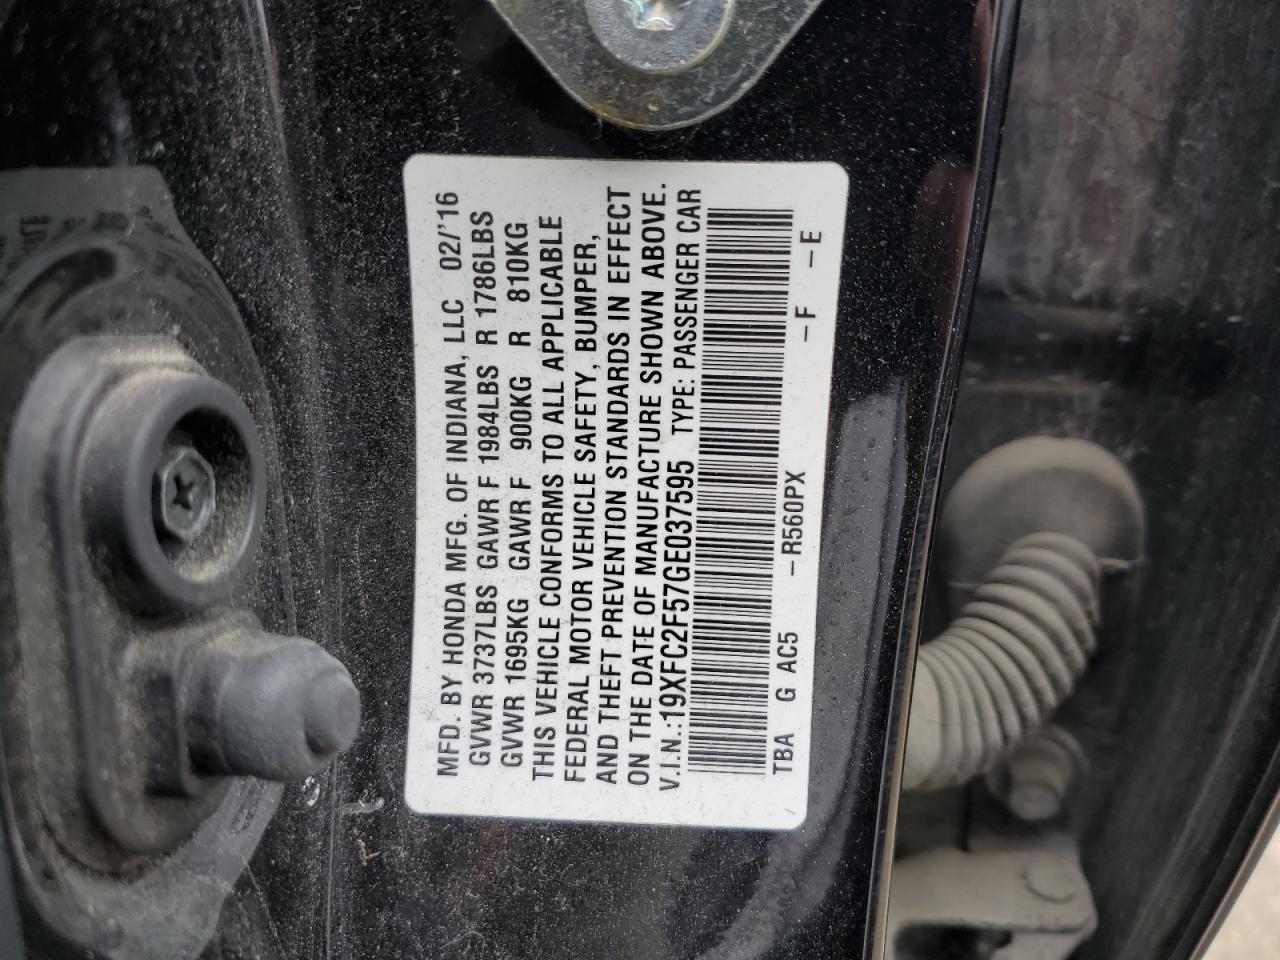 MFD. BY HONDA MFG. OF INDIANA, LLC 02/'16
GVWR 3737LBS GAWR F 1984LBS R 1786LBS
GVWR 1695KG GAWR F 900KG R 810KG
THIS VEHICLE CONFORMS TO ALL APPLICABLE
FEDERAL MOTOR VEHICLE SAFETY, BUMPER,
AND THEFT PREVENTION STANDARDS IN EFFECT
ON THE DATE OF MANUFACTURE SHOWN ABOVE.
V.I.N.:19XFC2F57GE037595 TYPE: PASSENGER CAR
TBA G AC5 –R560PX –F –E